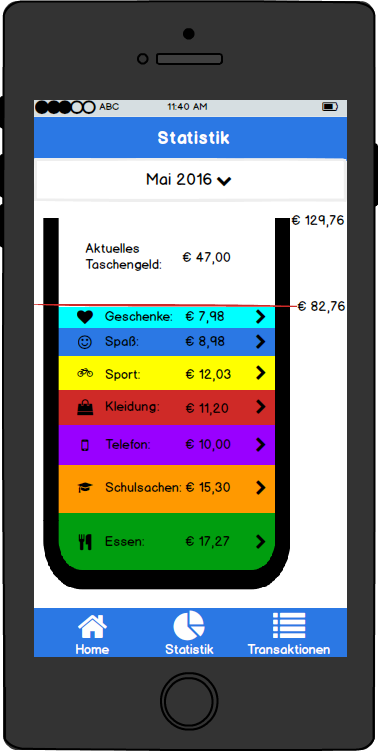 ABC 11:40 AM
Statistik
Mai 2016
€ 129,76
Aktuelles
Taschengeld: € 47,00
€ 82,76
Geschenke: € 7,98
Spaß: € 8,98
Sport: € 12,03
Kleidung: € 11,20
Telefon: € 10,00
Schulsachen: € 15,30
Essen: € 17,27
Home Statistik Transaktionen